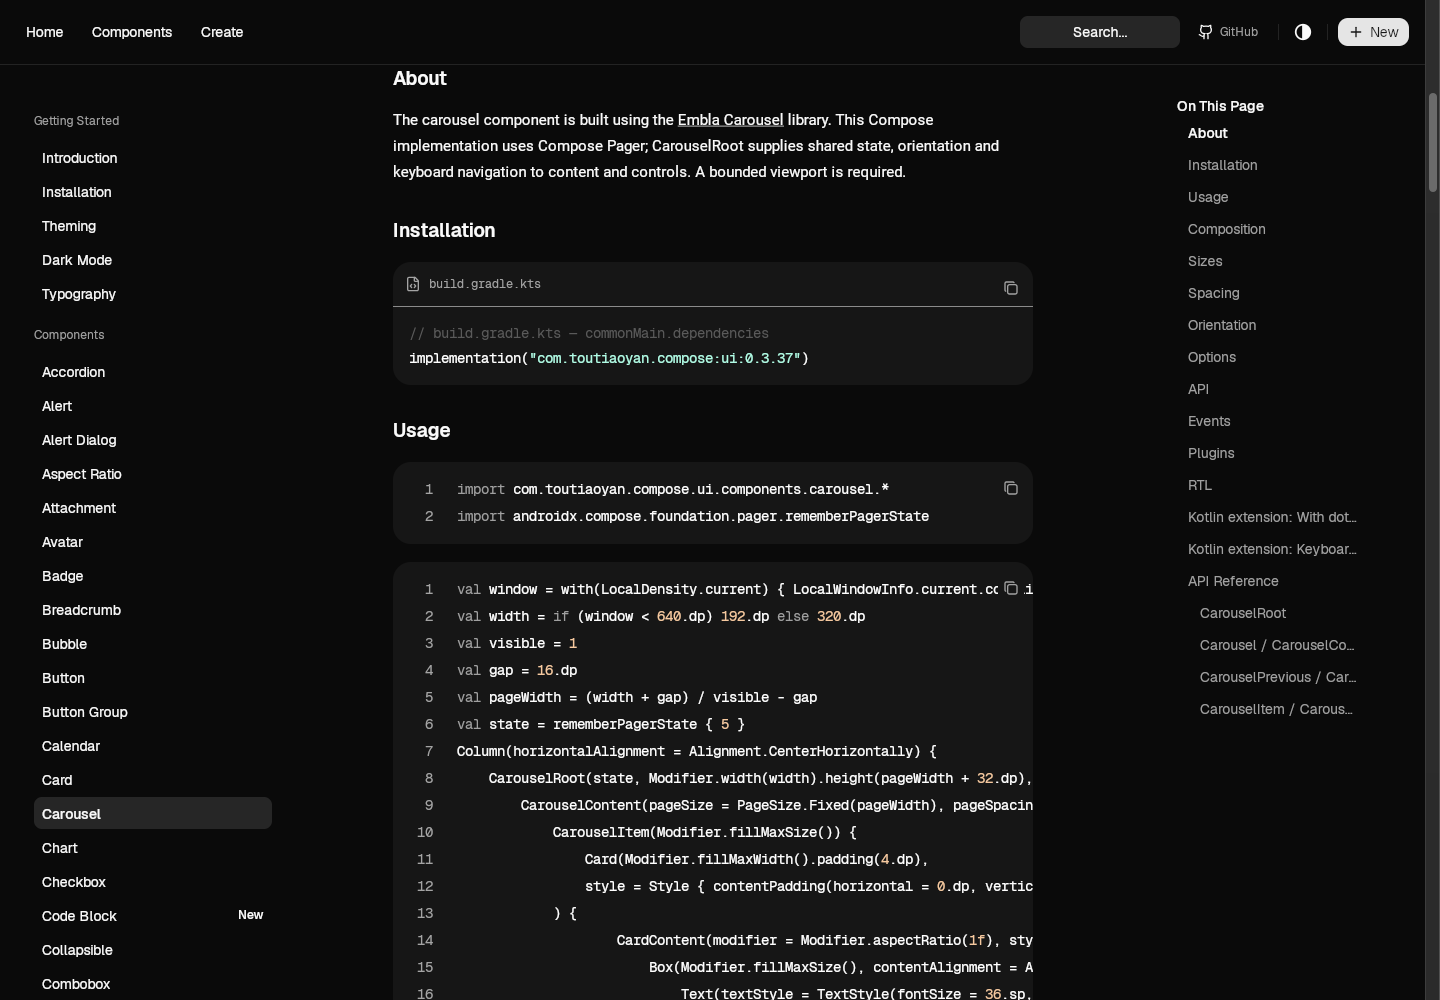 Home
Components
Create
Search...
GitHub
New
Getting Started
Introduction
Installation
Theming
Dark Mode
Typography
Components
Accordion
Alert
Alert Dialog
Aspect Ratio
Attachment
Avatar
Badge
Breadcrumb
Bubble
Button
Button Group
Calendar
Card
Carousel
Chart
Checkbox
Code Block New
Collapsible
Combobox
About
The carousel component is built using the Embla Carousel library. This Compose
implementation uses Compose Pager; CarouselRoot supplies shared state, orientation and
keyboard navigation to content and controls. A bounded viewport is required.
Installation
build.gradle.kts
// build.gradle.kts — commonMain.dependencies
implementation("com.toutiaoyan.compose:ui:0.3.37")
Usage
1 import com.toutiaoyan.compose.ui.components.carousel.*
2 import androidx.compose.foundation.pager.rememberPagerState
1 val window = with(LocalDensity.current) { LocalWindowInfo.current.co
2 val width = if (window < 640.dp) 192.dp else 320.dp
3 val visible = 1
4 val gap = 16.dp
5 val pageWidth = (width + gap) / visible - gap
6 val state = rememberPagerState { 5 }
7 Column(horizontalAlignment = Alignment.CenterHorizontally) {
8 CarouselRoot(state, Modifier.width(width).height(pageWidth + 32.dp),
9 CarouselContent(pageSize = PageSize.Fixed(pageWidth), pageSpacin
10 CarouselItem(Modifier.fillMaxSize()) {
11 Card(Modifier.fillMaxWidth().padding(4.dp),
12 style = Style { contentPadding(horizontal = 0.dp, vertic
13 ) {
14 CardContent(modifier = Modifier.aspectRatio(1f), sty
15 Box(Modifier.fillMaxSize(), contentAlignment = A
16 Text(textStyle = TextStyle(fontSize = 36.sp,
On This Page
About
Installation
Usage
Composition
Sizes
Spacing
Orientation
Options
API
Events
Plugins
RTL
Kotlin extension: With dot…
Kotlin extension: Keyboar…
API Reference
CarouselRoot
Carousel / CarouselCo…
CarouselPrevious / Car…
CarouselItem / Carous…